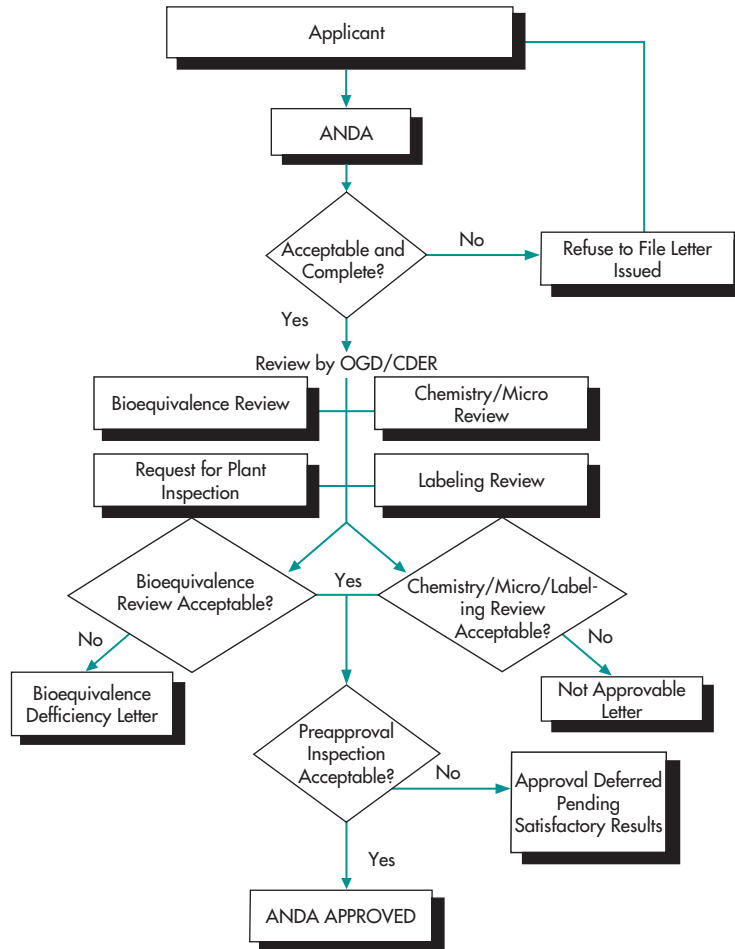 Applicant
ANDA
Acceptable and
Complete?
No
Refuse to File Letter
Issued
Yes
Review by OGD/CDER
Bioequivalence Review
Chemistry/Micro
Review
Request for Plant
Inspection
Labeling Review
Bioequivalence
Review Acceptable?
Yes
Chemistry/Micro/Label-
ing Review
Acceptable?
No
No
Bioequivalence
Defficiency Letter
Not Approvable
Letter
Preapproval
Inspection
Acceptable?
No
Approval Deferred
Pending
Satisfactory Results
Yes
ANDA APPROVED